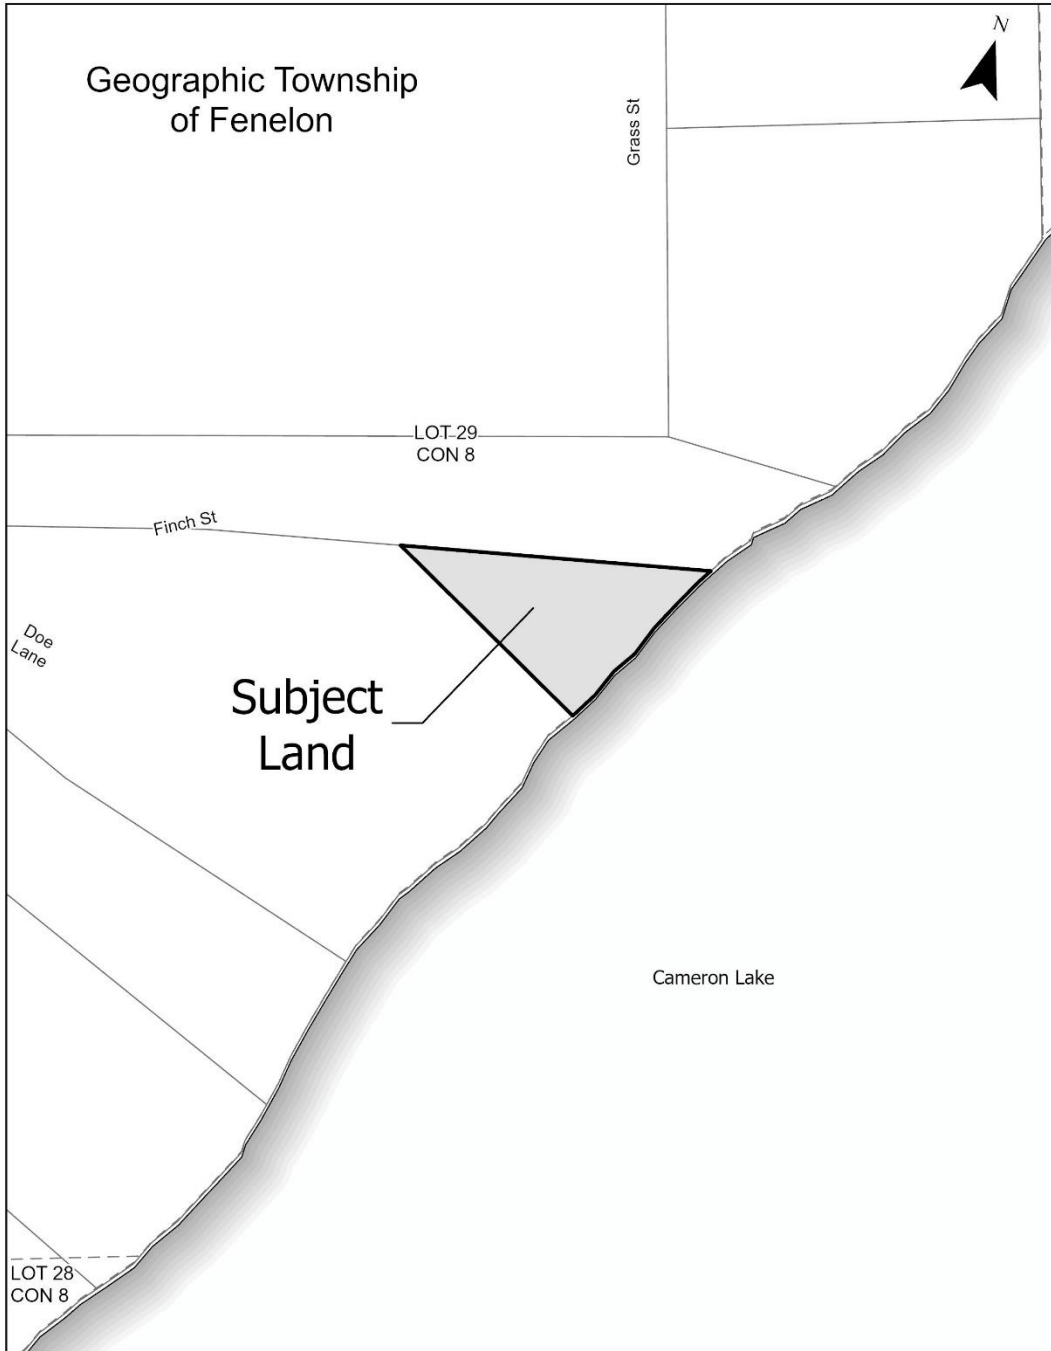 N
Geographic Township
of Fenelon
Grass St
LOT 29
CON 8
Finch St
Doe
Lane
Subject
Land
Cameron Lake
LOT 28
CON 8